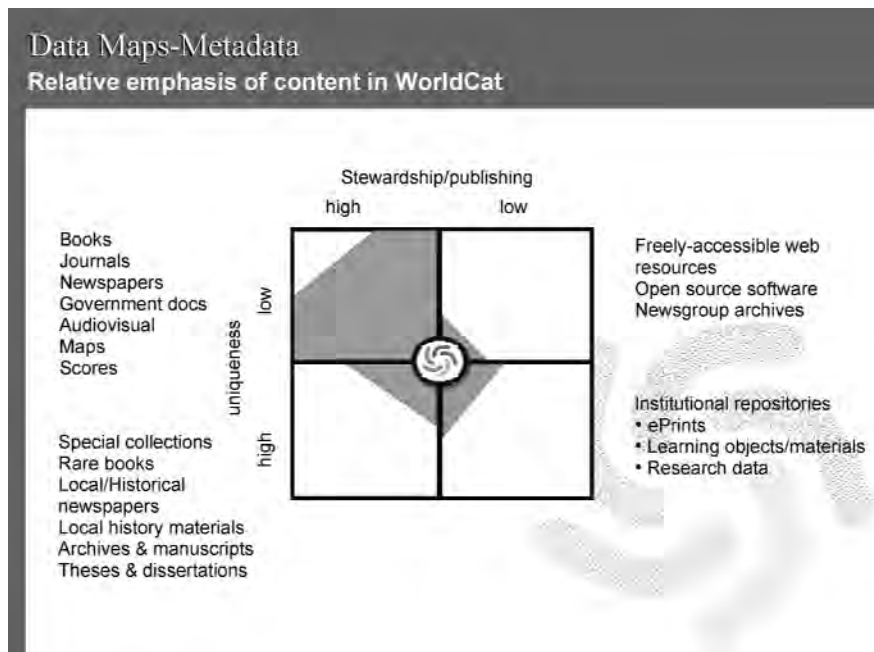 Data Maps-Metadata
Relative emphasis of content in WorldCat
Stewardship/publishing
high
low
Books
Journals
Newspapers
Government docs
Audiovisual
Maps
Scores
uniqueness
low
high
Special collections
Rare books
Local/Historical
newspapers
Local history materials
Archives & manuscripts
Theses & dissertations
Freely-accessible web
resources
Open source software
Newsgroup archives
Institutional repositories
• ePrints
• Learning objects/materials
• Research data